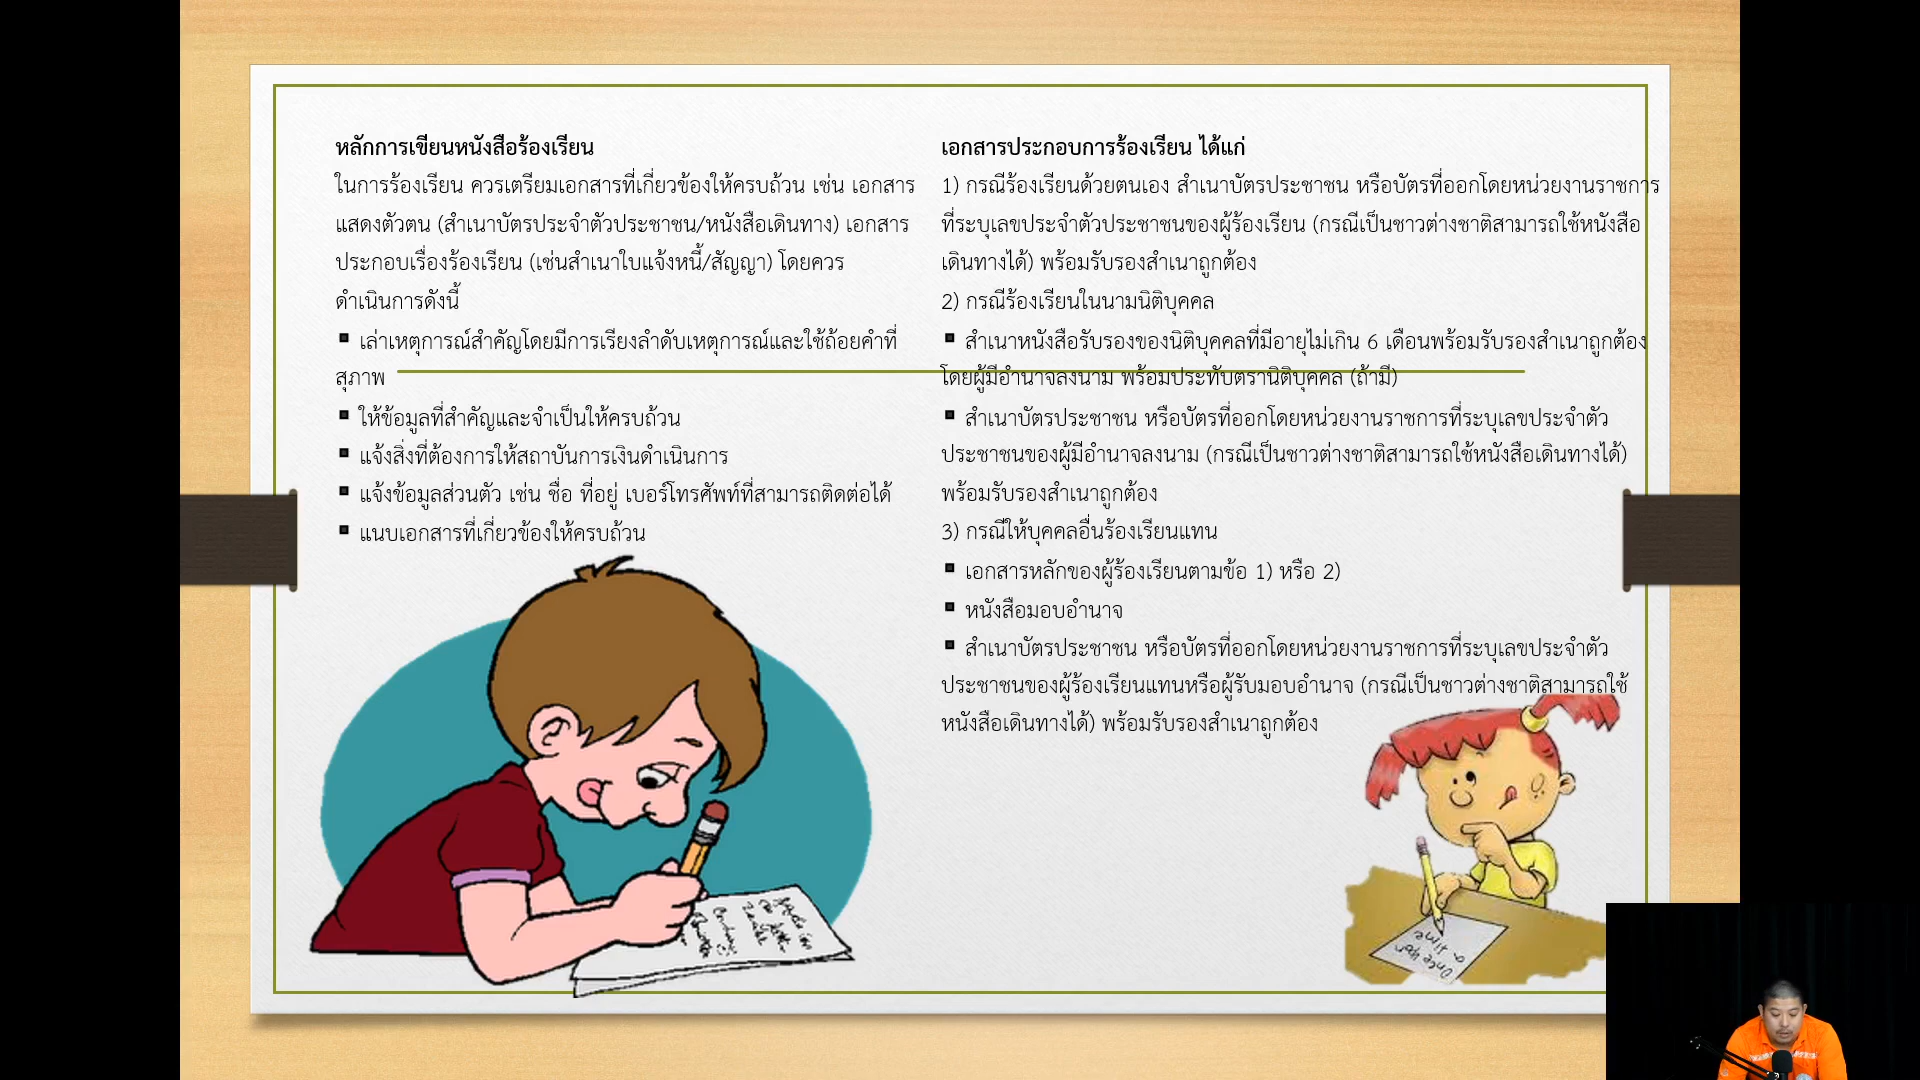 หลักการเขียนหนังสือร้องเรียน
ในการร้องเรียน ควรเตรียมเอกสารที่เกี่ยวข้องให้ครบถ้วน เช่น เอกสาร
แสดงตัวตน (สำเนาบัตรประจำตัวประชาชน/หนังสือเดินทาง) เอกสาร
ประกอบเรื่องร้องเรียน (เช่นสำเนาใบแจ้งหนี้/สัญญา) โดยควร
ดำเนินการดังนี้
▪ เล่าเหตุการณ์สำคัญโดยมีการเรียงลำดับเหตุการณ์และใช้ถ้อยคำที่
สุภาพ
▪ ให้ข้อมูลที่สำคัญและจำเป็นให้ครบถ้วน
▪ แจ้งสิ่งที่ต้องการให้สถาบันการเงินดำเนินการ
▪ แจ้งข้อมูลส่วนตัว เช่น ชื่อ ที่อยู่ เบอร์โทรศัพท์ที่สามารถติดต่อได้
▪ แนบเอกสารที่เกี่ยวข้องให้ครบถ้วน
เอกสารประกอบการร้องเรียน ได้แก่
1) กรณีร้องเรียนด้วยตนเอง สำเนาบัตรประชาชน หรือบัตรที่ออกโดยหน่วยงานราชการ
ที่ระบุเลขประจำตัวประชาชนของผู้ร้องเรียน (กรณีเป็นชาวต่างชาติสามารถใช้หนังสือ
เดินทางได้) พร้อมรับรองสำเนาถูกต้อง
2) กรณีร้องเรียนในนามนิติบุคคล
▪ สำเนาหนังสือรับรองของนิติบุคคลที่มีอายุไม่เกิน 6 เดือนพร้อมรับรองสำเนาถูกต้อง
โดยผู้มีอำนาจลงนาม พร้อมประทับตรานิติบุคคล (ถ้ามี)
▪ สำเนาบัตรประชาชน หรือบัตรที่ออกโดยหน่วยงานราชการที่ระบุเลขประจำตัว
ประชาชนของผู้มีอำนาจลงนาม (กรณีเป็นชาวต่างชาติสามารถใช้หนังสือเดินทางได้)
พร้อมรับรองสำเนาถูกต้อง
3) กรณีให้บุคคลอื่นร้องเรียนแทน
▪ เอกสารหลักของผู้ร้องเรียนตามข้อ 1) หรือ 2)
▪ หนังสือมอบอำนาจ
▪ สำเนาบัตรประชาชน หรือบัตรที่ออกโดยหน่วยงานราชการที่ระบุเลขประจำตัว
ประชาชนของผู้ร้องเรียนแทนหรือผู้รับมอบอำนาจ (กรณีเป็นชาวต่างชาติสามารถใช้
หนังสือเดินทางได้) พร้อมรับรองสำเนาถูกต้อง
Once Upon
a time